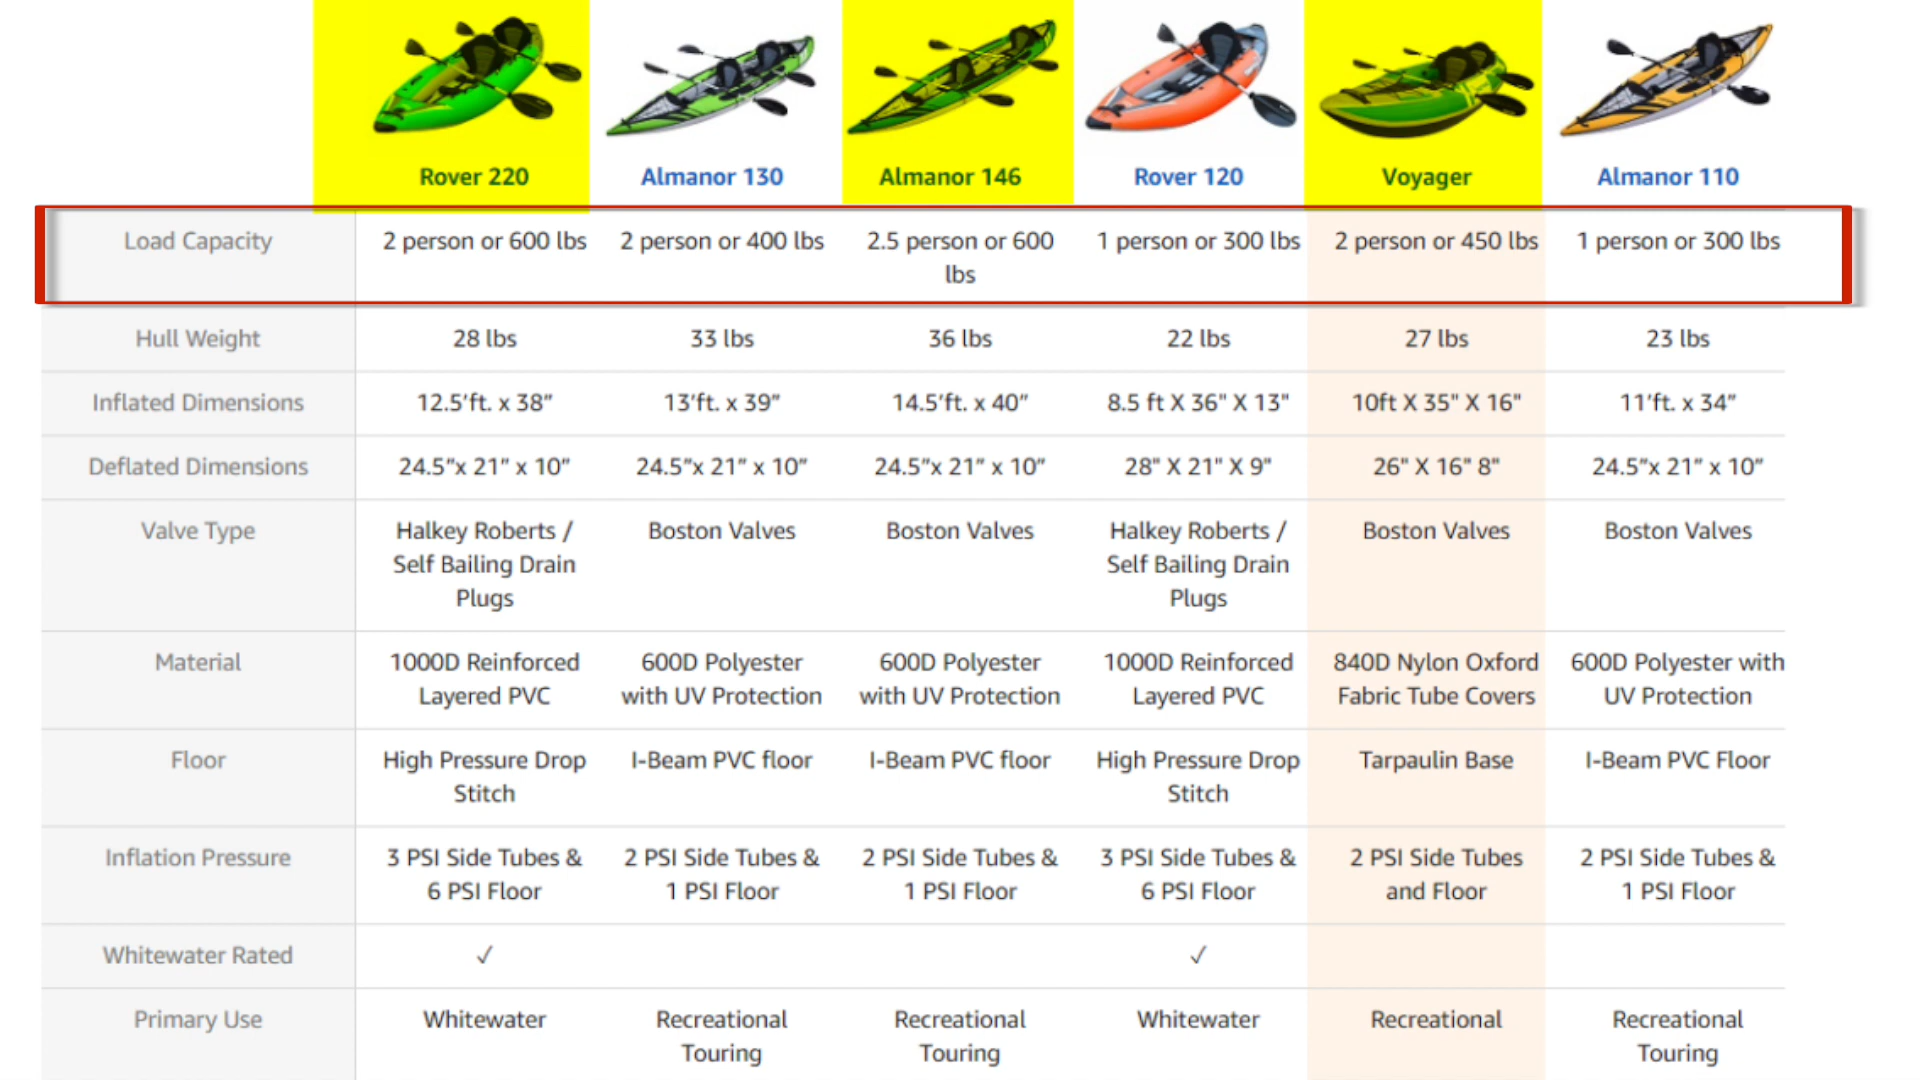 Rover 220 Almanor 130 Almanor 146 Rover 120 Voyager Almanor 110
Load Capacity 2 person or 600 lbs 2 person or 400 lbs 2.5 person or 600 1 person or 300 lbs 2 person or 450 lbs 1 person or 300 lbs
lbs
Hull Weight 28 lbs 33 lbs 36 lbs 22 lbs 27 lbs 23 lbs
Inflated Dimensions 12.5’ft. x 38” 13’ft. x 39” 14.5’ft. x 40” 8.5 ft X 36" X 13" 10ft X 35" X 16" 11’ft. x 34”
Deflated Dimensions 24.5”x 21” x 10” 24.5”x 21” x 10” 24.5”x 21” x 10” 28" X 21" X 9" 26" X 16" 8" 24.5”x 21” x 10”
Valve Type Halkey Roberts / Boston Valves Boston Valves Halkey Roberts / Boston Valves Boston Valves
Self Bailing Drain Self Bailing Drain
Plugs Plugs
Material 1000D Reinforced 600D Polyester 600D Polyester 1000D Reinforced 840D Nylon Oxford 600D Polyester with
Layered PVC with UV Protection with UV Protection Layered PVC Fabric Tube Covers UV Protection
Floor High Pressure Drop I-Beam PVC floor I-Beam PVC floor High Pressure Drop Tarpaulin Base I-Beam PVC Floor
Stitch Stitch
Inflation Pressure 3 PSI Side Tubes & 2 PSI Side Tubes & 2 PSI Side Tubes & 3 PSI Side Tubes & 2 PSI Side Tubes 2 PSI Side Tubes &
6 PSI Floor 1 PSI Floor 1 PSI Floor 6 PSI Floor and Floor 1 PSI Floor
Whitewater Rated ✓ ✓
Primary Use Whitewater Recreational Recreational Whitewater Recreational Recreational
Touring Touring Touring